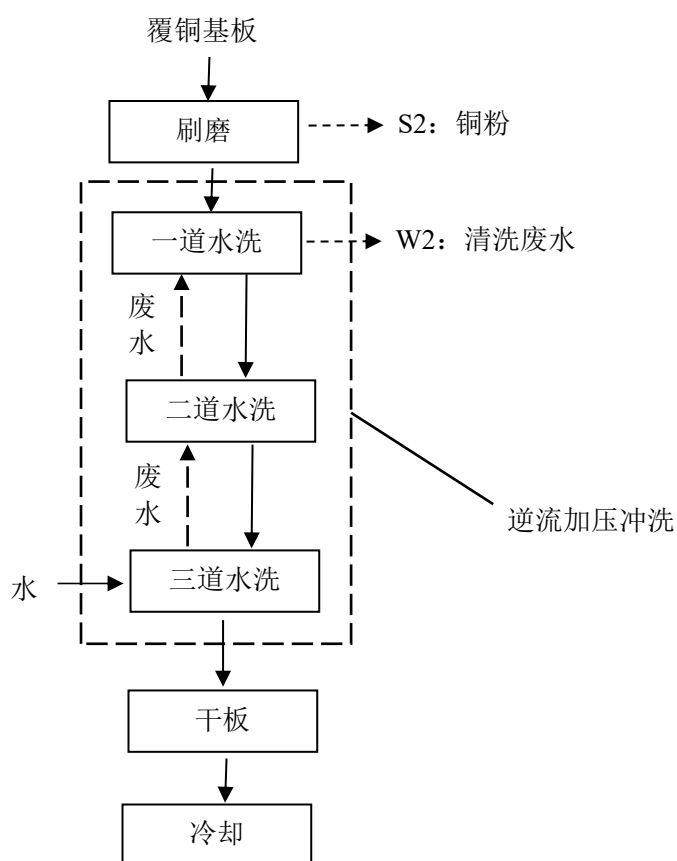 覆铜基板
刷磨
S2：铜粉
一道水洗
W2：清洗废水
废
水
二道水洗
废
水
逆流加压冲洗
水
三道水洗
干板
冷却